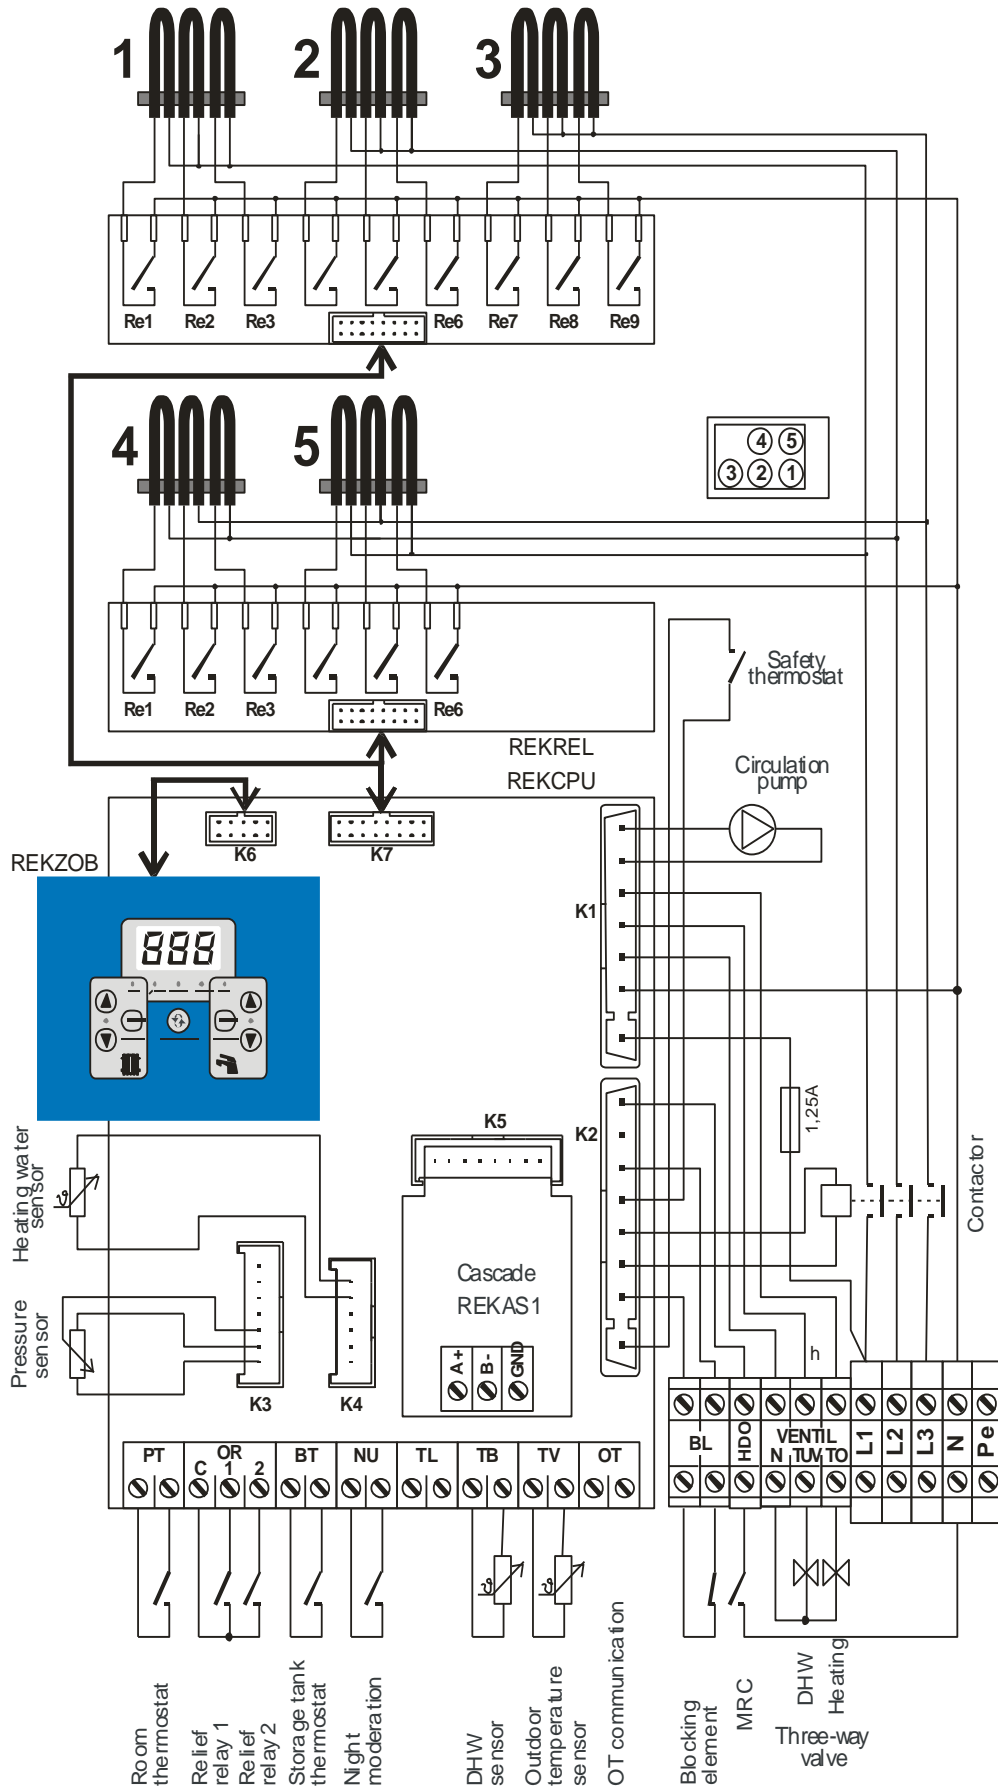 1 2 3
Re1 Re2 Re3 Re6 Re7 Re8 Re9
4 5
4 5
3 2 1
Re1 Re2 Re3 Re6
Safety
thermostat
REKREL
REKCPU
Circulation
pump
K6 K7
REKZOB
888
K1
1,25A
K2
K5
Heating water
sensor
Contactor
Cascade
REKAS1
Pressure
sensor
A+ B- GND
K3 K4
h
PT OR BT NU TL TB TV OT
C 1 2
BL HDO VENTIL L1 L2 L3 N Pe
N TUV TO
Room
thermostat
Relief
relay 1
Relief
relay 2
Storage tank
thermostat
Night
moderation
DHW
sensor
Outdoor
temperature
sensor
OT communication
Blocking
element
MRC
DHW
Heating
Three-way
valve